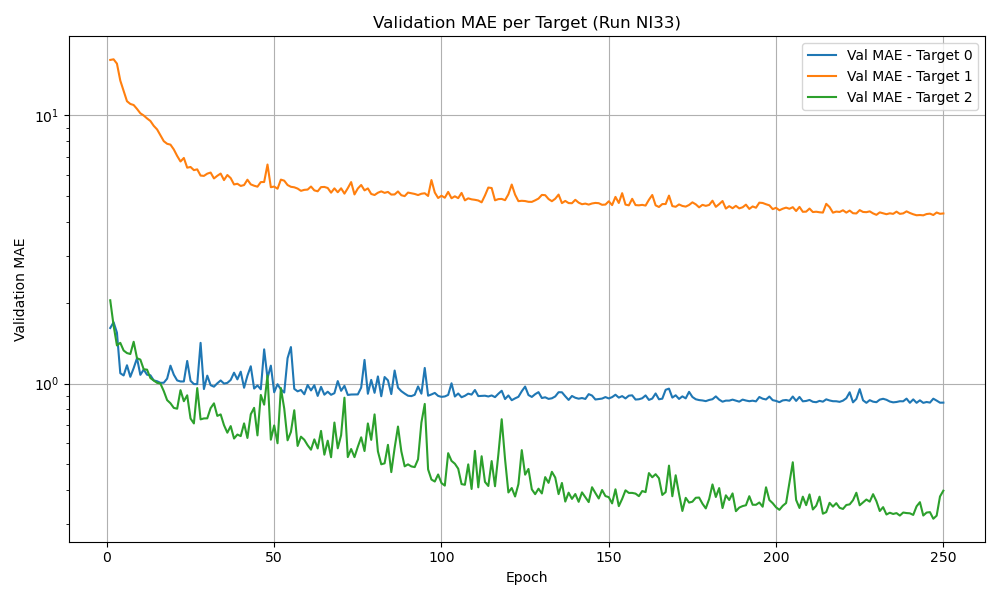 Validation MAE per Target (Run NI33)
Val MAE - Target 0
Val MAE - Target 1
Val MAE - Target 2
Validation MAE
10¹
10⁰
0 50 100 150 200 250
Epoch